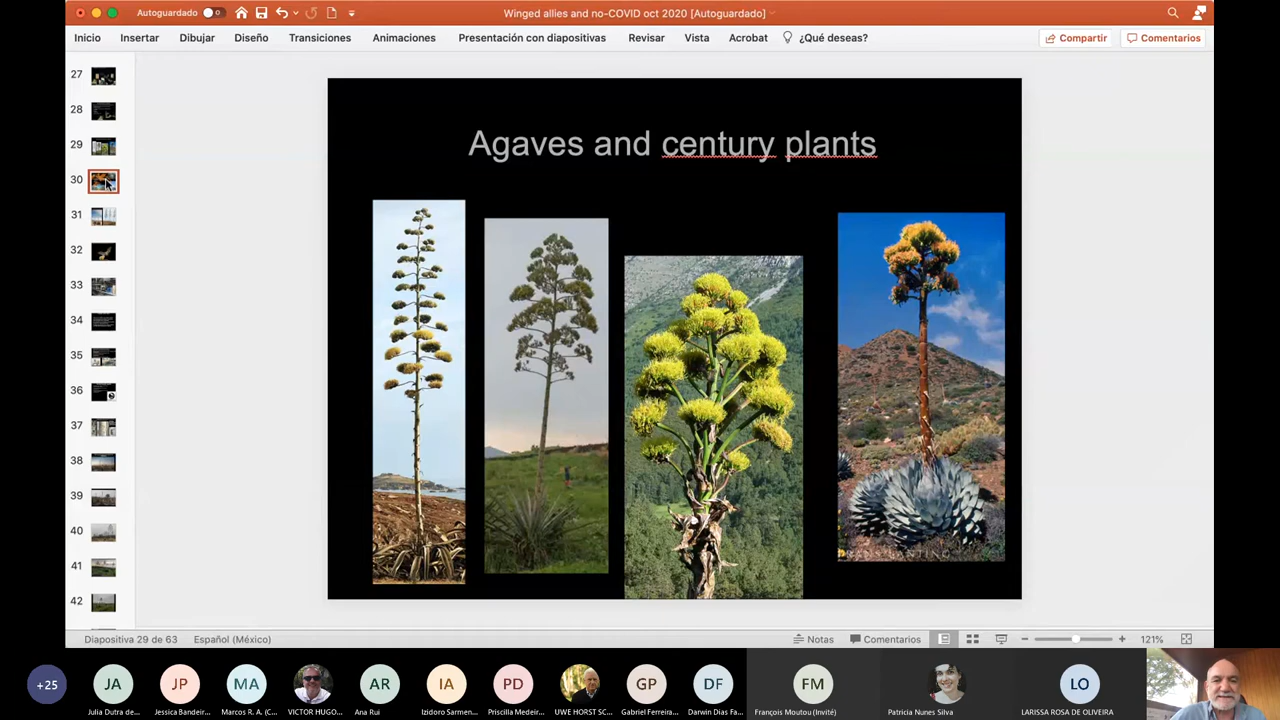 Autoguardado
Winged allies and no-COVID oct 2020 [Autoguardado]
Inicio Insertar Dibujar Diseño Transiciones Animaciones Presentación con diapositivas Revisar Vista Acrobat ¿Qué deseas? Compartir Comentarios
27
28
29
30
31
32
33
34
35
36
37
38
39
40
41
42
Agaves and century plants
Diapositiva 29 de 63 Español (México) Notas Comentarios 121%
+25 JA JP MA AR IA PD GP DF FM LO
Julia Dutra de... Jessica Bandeir... Marcos R. A. (C... VICTOR HUGO... Ana Rui Izidoro Sarmen... Priscilla Medeir... UWE HORST SC... Gabriel Ferreira... Darwin Dias Fa... François Moutou (Invité) Patricia Nunes Silva LARISSA ROSA DE OLIVEIRA